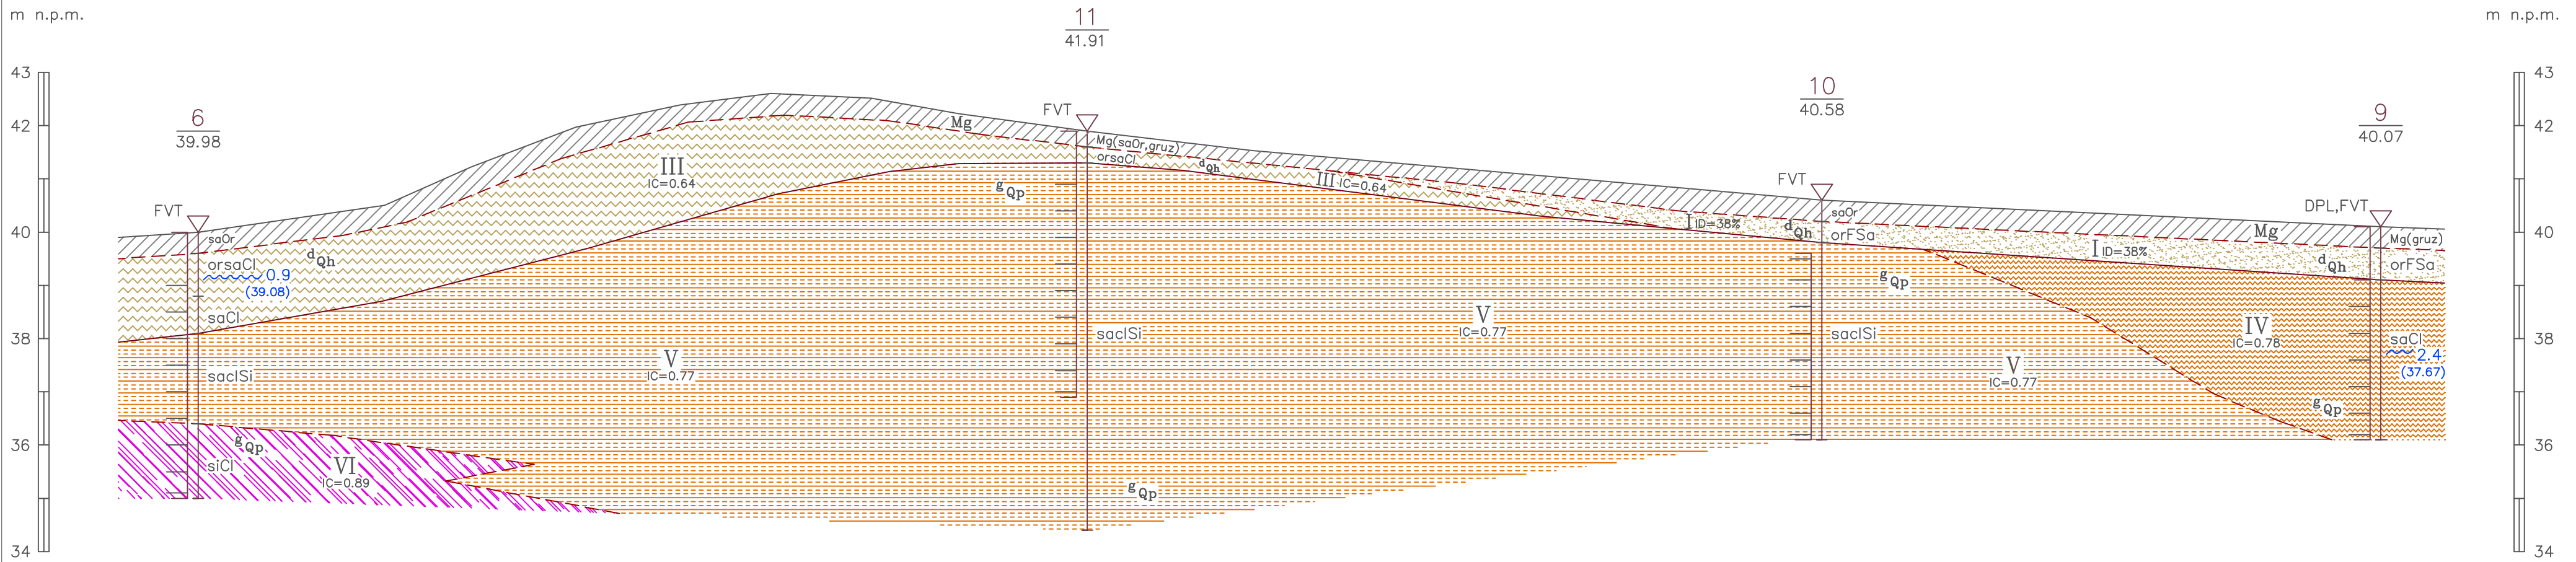 m n.p.m.
m n.p.m.
11
41.91
43
43
10
40.58
6
39.98
9
40.07
FVT
42
42
Mg
Mg(saOr,gruz)
orsaCl
dQh
III
IC=0.64
gQp
III IC=0.64
FVT
saOr
FVT
DPL,FVT
40
40
saOr
orsaCl
0.9
(39.08)
dQh
I ID=38%
dQh
orFSa
Mg
Mg(gruz)
I ID=38%
dQh
orFSa
gQp
saCl
38
38
V
IC=0.77
saclSi
V
IC=0.77
saclSi
IV
IC=0.78
saCl
2.4
(37.67)
saclSi
V
IC=0.77
gQp
36
36
gQp
siCl
VI
IC=0.89
gQp
34
34